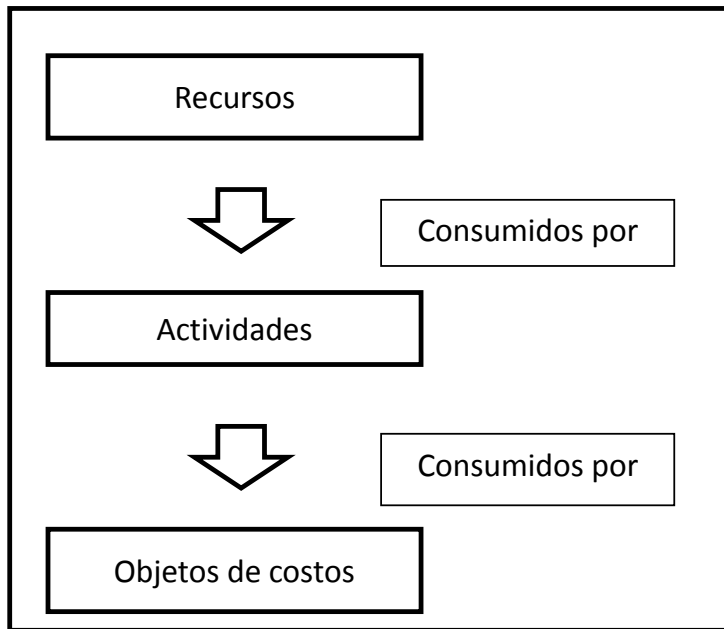 Recursos
Consumidos por
Actividades
Consumidos por
Objetos de costos